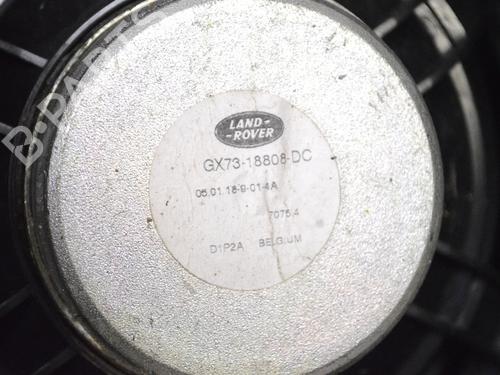 B-PARTS
LAND-
-ROVER
GX73-18808-DC
05.01.18-9-01-4A
7075.4
D1P2A BELGIUM